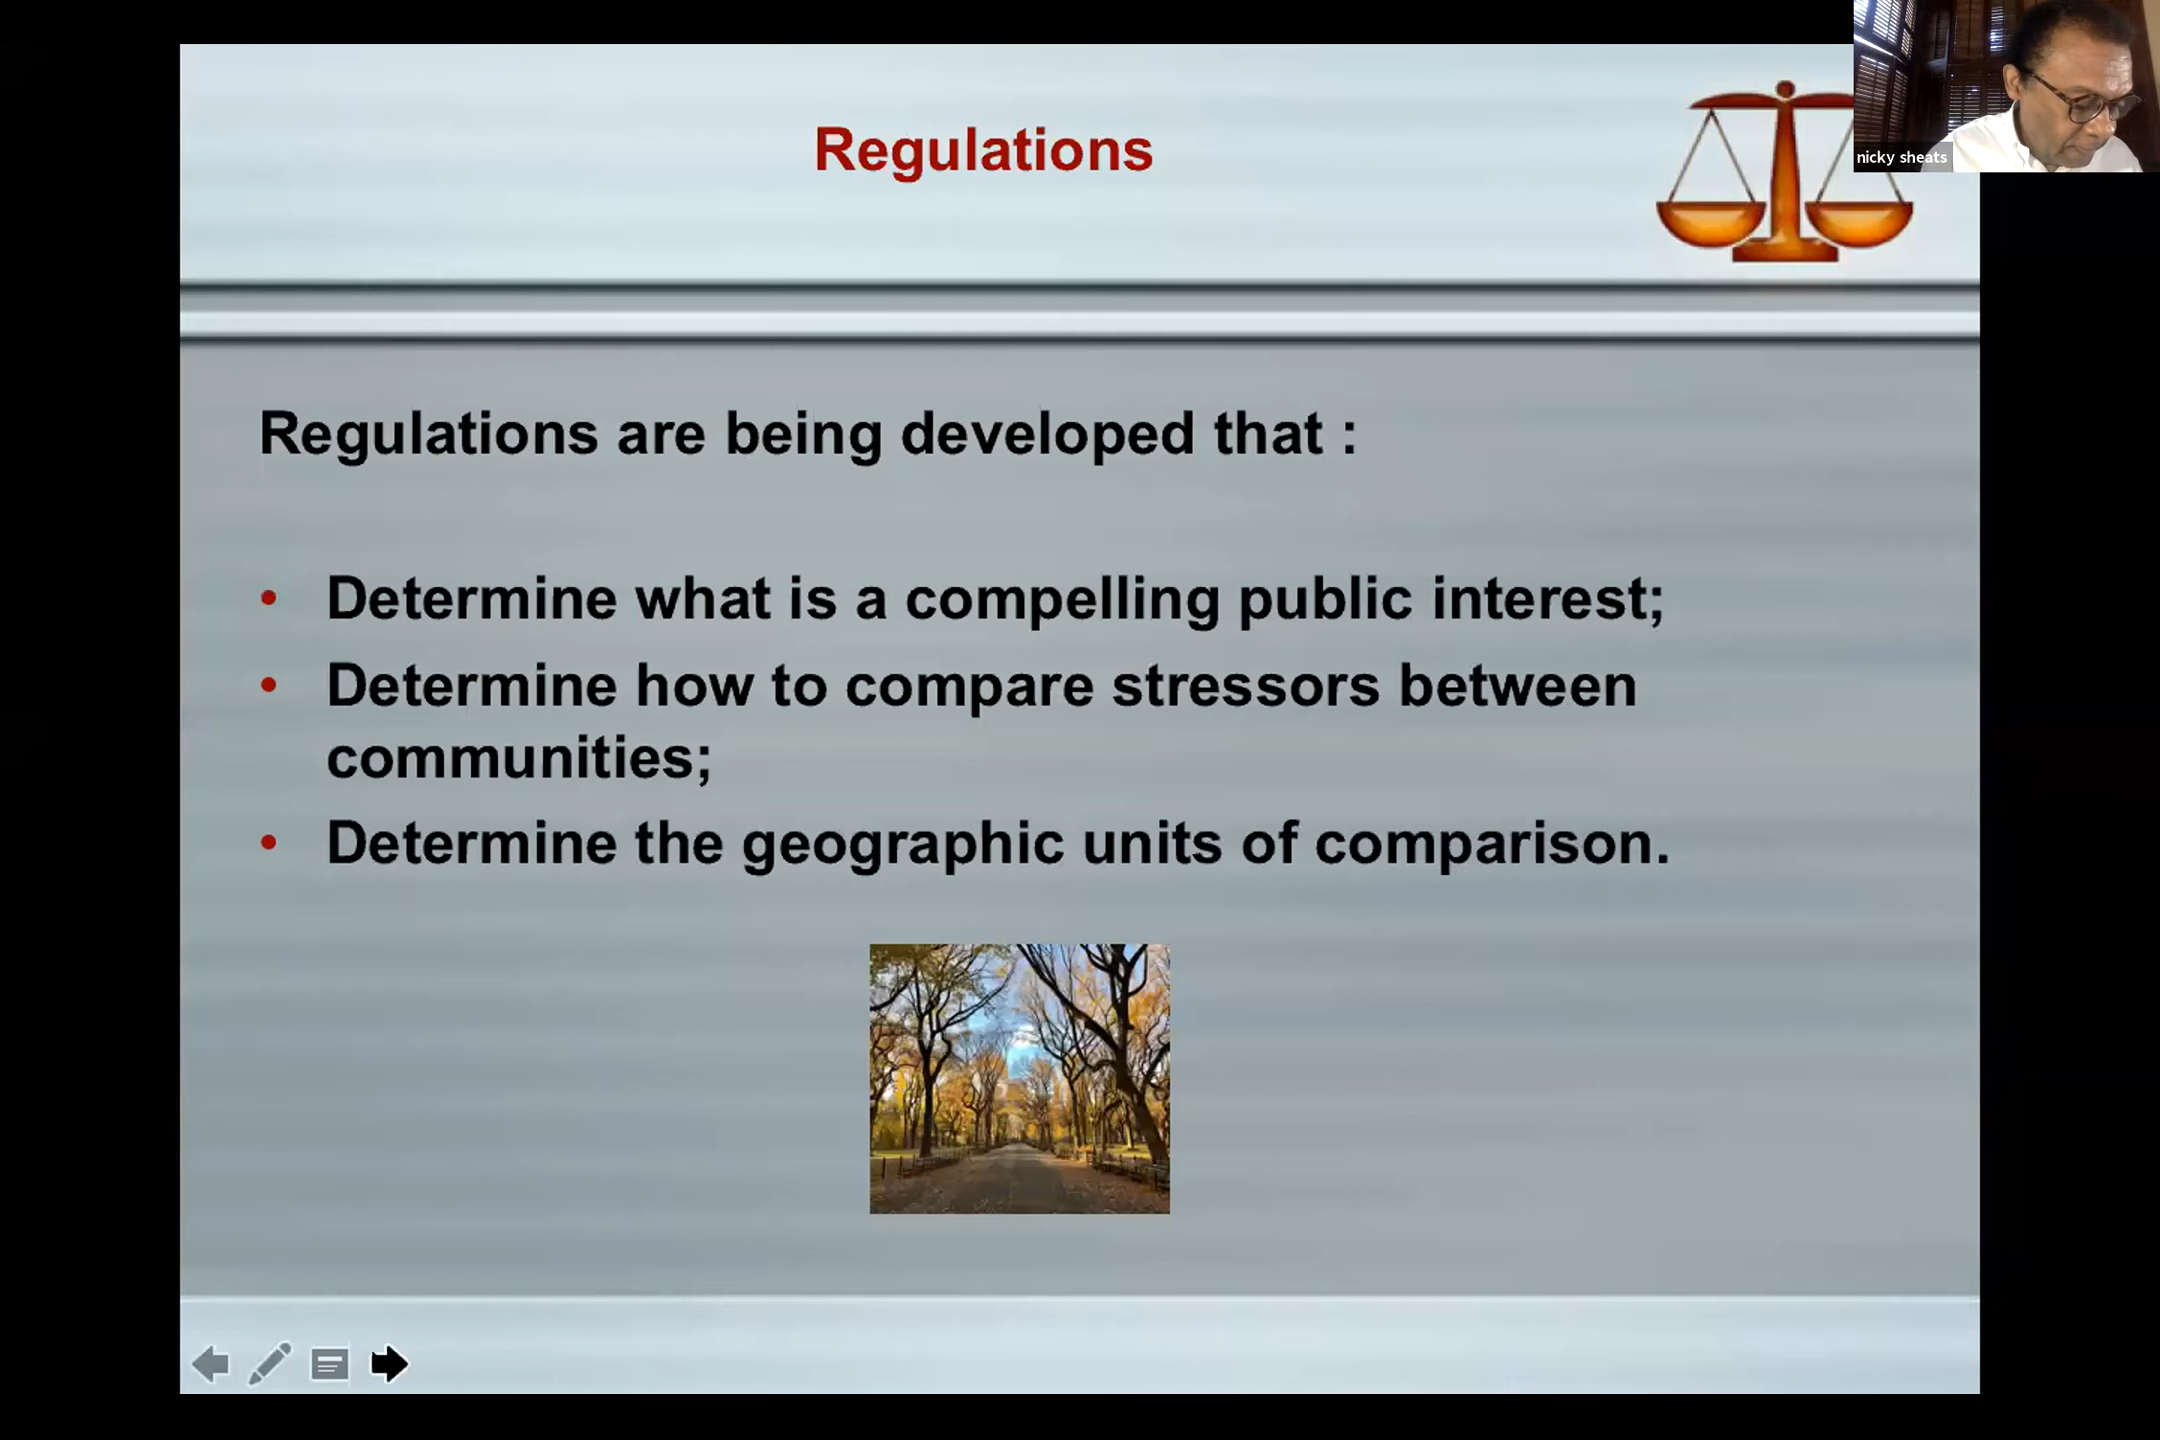 Regulations
nicky sheats
Regulations are being developed that :
• Determine what is a compelling public interest;
• Determine how to compare stressors between
communities;
• Determine the geographic units of comparison.